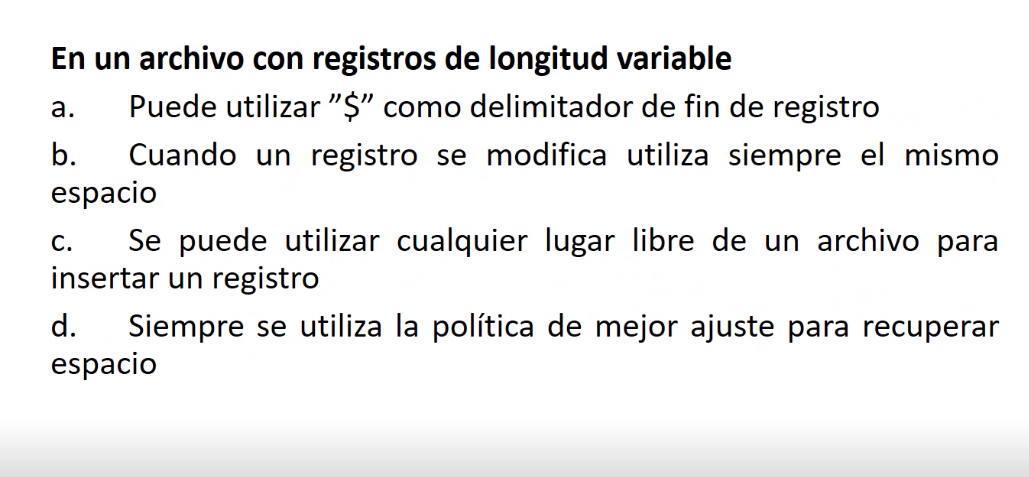 En un archivo con registros de longitud variable
a. Puede utilizar ”$” como delimitador de fin de registro
b. Cuando un registro se modifica utiliza siempre el mismo
espacio
c. Se puede utilizar cualquier lugar libre de un archivo para
insertar un registro
d. Siempre se utiliza la política de mejor ajuste para recuperar
espacio